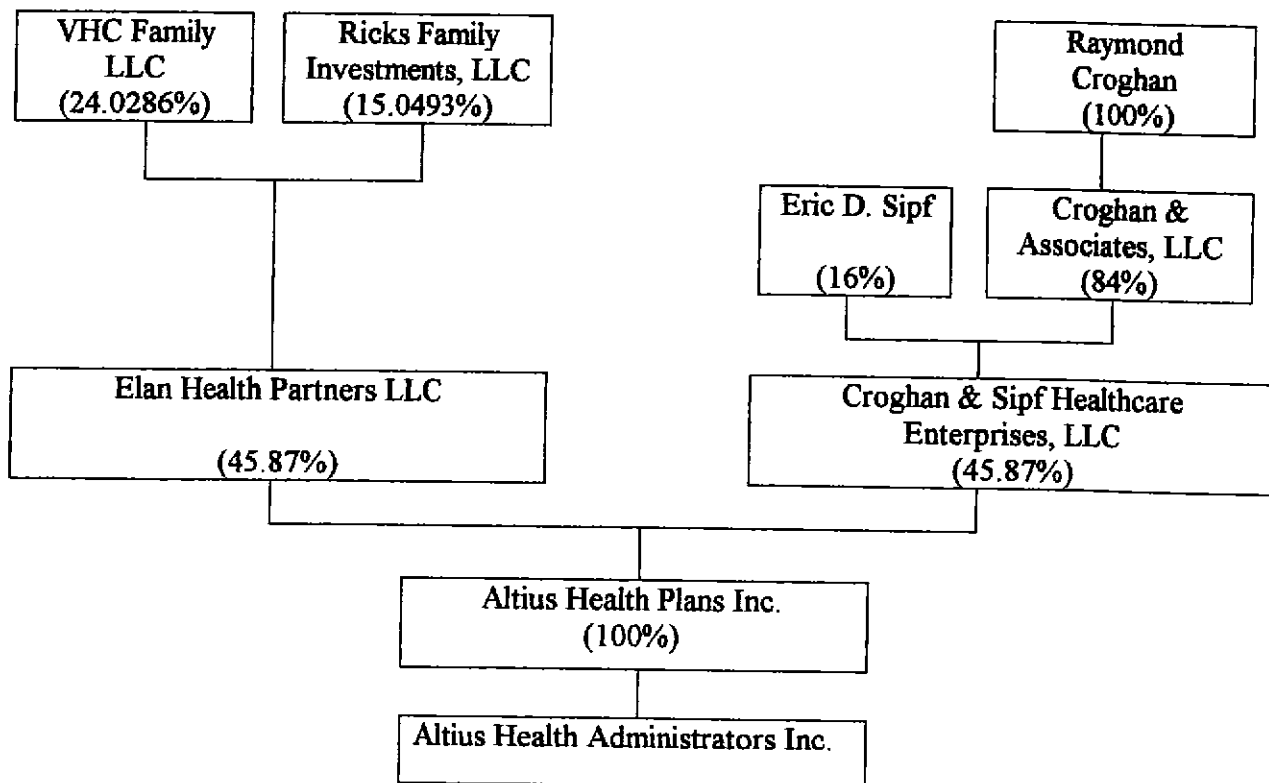 VHC Family
LLC
(24.0286%)
Ricks Family
Investments, LLC
(15.0493%)
Raymond
Croghan
(100%)
Eric D. Sipf
(16%)
Croghan &
Associates, LLC
(84%)
Elan Health Partners LLC
(45.87%)
Croghan & Sipf Healthcare
Enterprises, LLC
(45.87%)
Altius Health Plans Inc.
(100%)
Altius Health Administrators Inc.